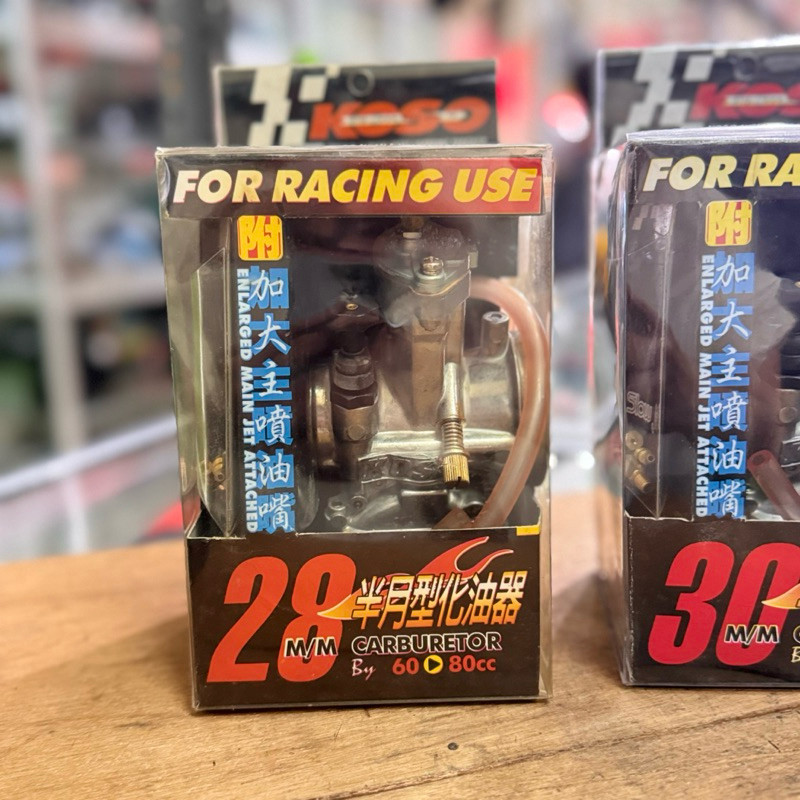 KOSO
FOR RACING USE
附
加大主噴油嘴
ENLARGED MAIN JET ATTACHED
28 M/M
半月型化油器
CARBURETOR
By 60 80cc
KOSO
FOR RA
附
加大主噴油嘴
ENLARGED MAIN JET ATTACHED
Slow
30 M/M